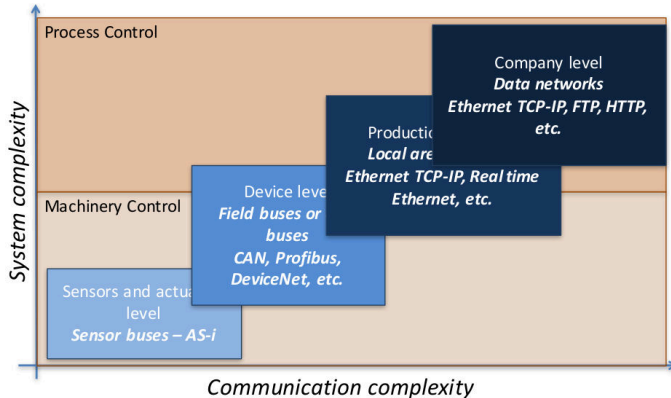 Process Control
Company level
Data networks
Ethernet TCP-IP, FTP, HTTP,
etc.
Production
Local are
Ethernet TCP-IP, Real time
Ethernet, etc.
Machinery Control
Device leve
Field buses or
buses
CAN, Profibus,
DeviceNet, etc.
Sensors and actua
level
Sensor buses – AS-i
System complexity
Communication complexity